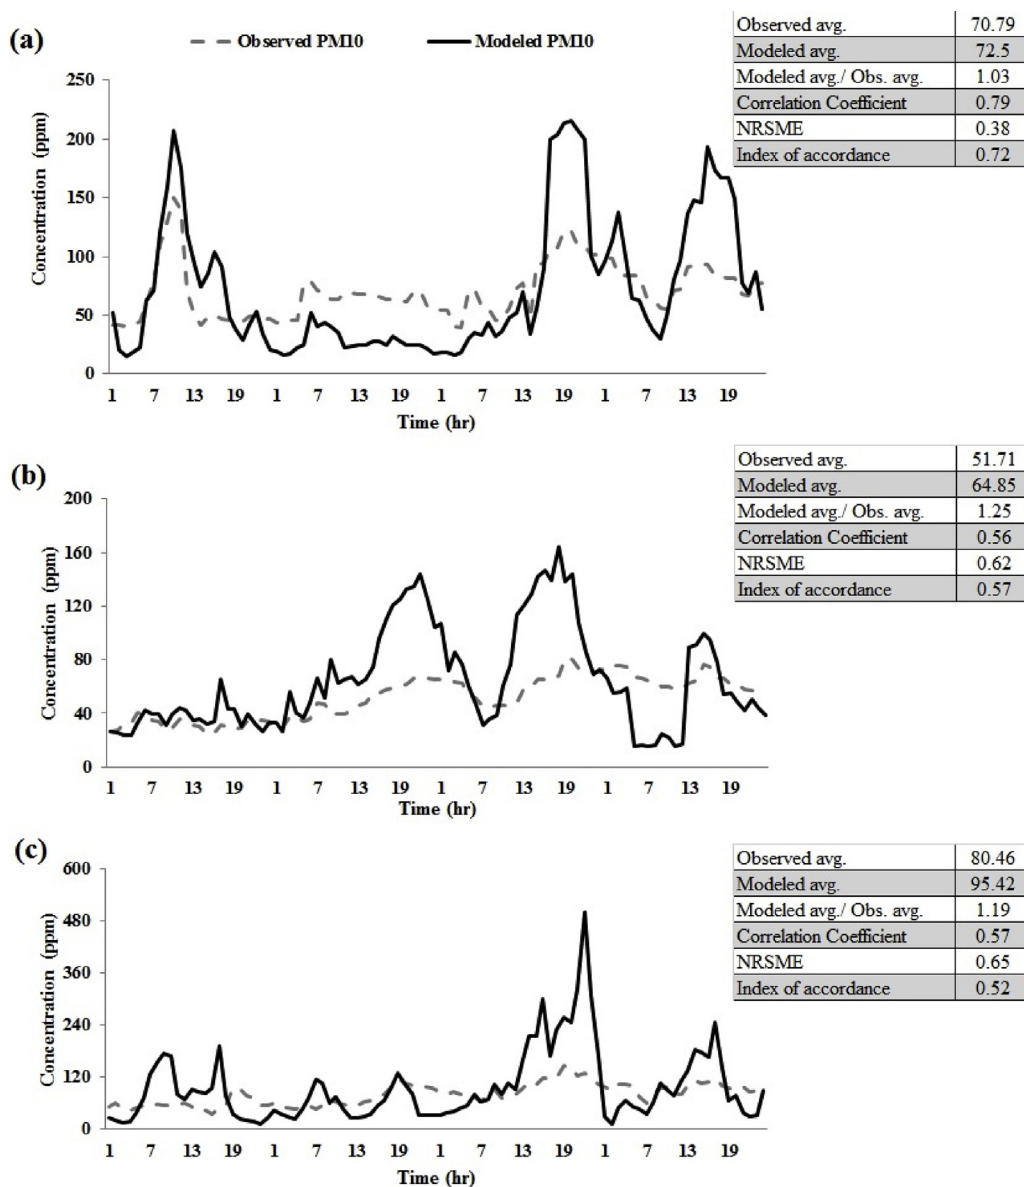 (a)
Observed PM10 Modeled PM10
Observed avg. 70.79
Modeled avg. 72.5
Modeled avg./ Obs. avg. 1.03
Correlation Coefficient 0.79
NRSME 0.38
Index of accordance 0.72
Concentration (ppm)
250
200
150
100
50
0
1 7 13 19 1 7 13 19 1 7 13 19 1 7 13 19
Time (hr)
(b)
Observed avg. 51.71
Modeled avg. 64.85
Modeled avg./ Obs. avg. 1.25
Correlation Coefficient 0.56
NRSME 0.62
Index of accordance 0.57
Concentration (ppm)
200
160
120
80
40
0
1 7 13 19 1 7 13 19 1 7 13 19 1 7 13 19
Time (hr)
(c)
Observed avg. 80.46
Modeled avg. 95.42
Modeled avg./ Obs. avg. 1.19
Correlation Coefficient 0.57
NRSME 0.65
Index of accordance 0.52
Concentration (ppm)
600
480
360
240
120
0
1 7 13 19 1 7 13 19 1 7 13 19 1 7 13 19
Time (hr)